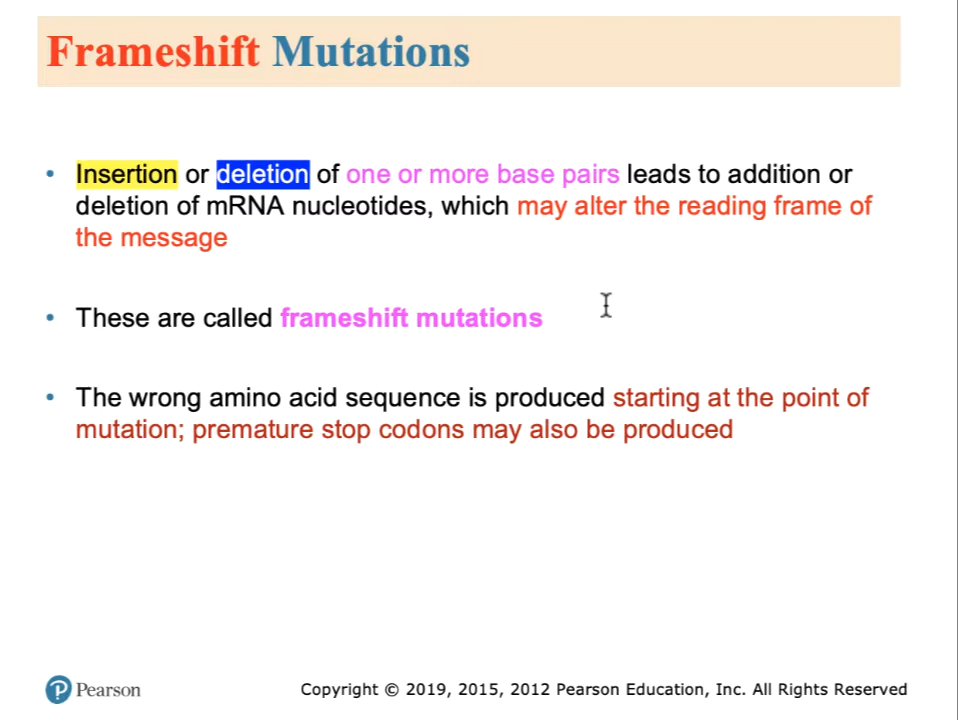 Frameshift Mutations
• Insertion or deletion of one or more base pairs leads to addition or
deletion of mRNA nucleotides, which may alter the reading frame of
the message
• These are called frameshift mutations
• The wrong amino acid sequence is produced starting at the point of
mutation; premature stop codons may also be produced
P Pearson
Copyright © 2019, 2015, 2012 Pearson Education, Inc. All Rights Reserved